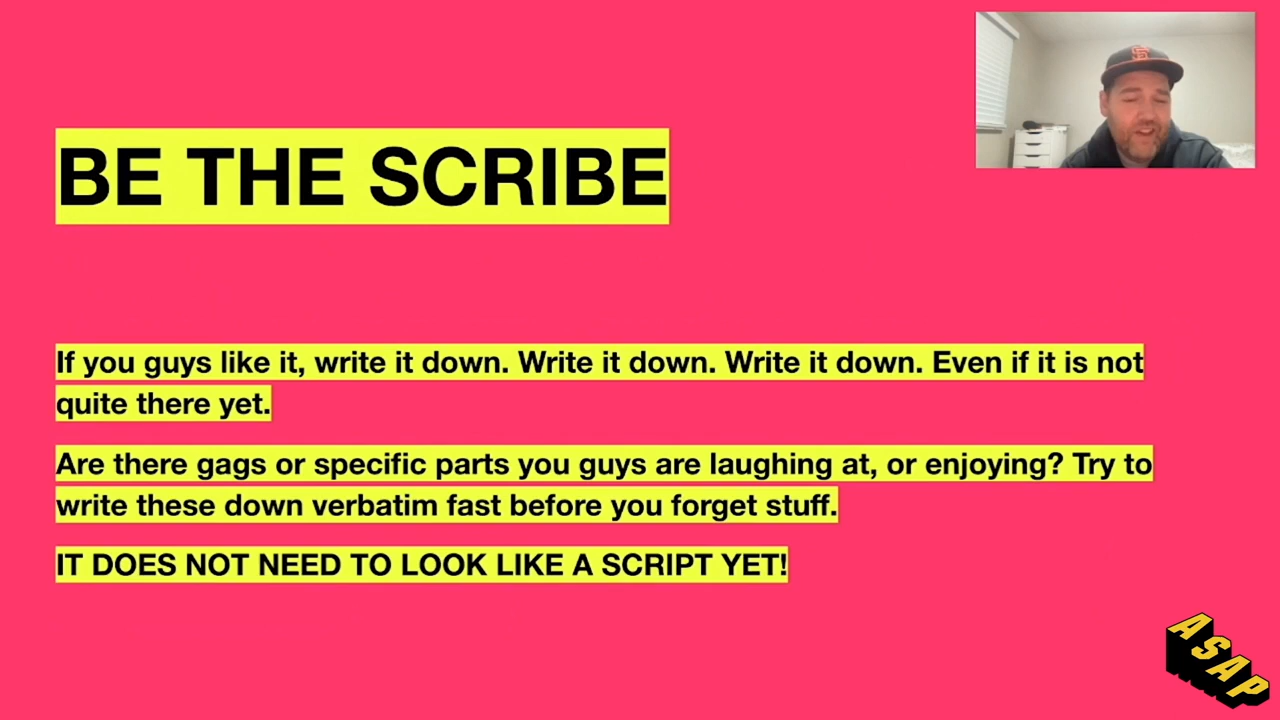 BE THE SCRIBE
If you guys like it, write it down. Write it down. Write it down. Even if it is not
quite there yet.
Are there gags or specific parts you guys are laughing at, or enjoying? Try to
write these down verbatim fast before you forget stuff.
IT DOES NOT NEED TO LOOK LIKE A SCRIPT YET!
SF
ASAP